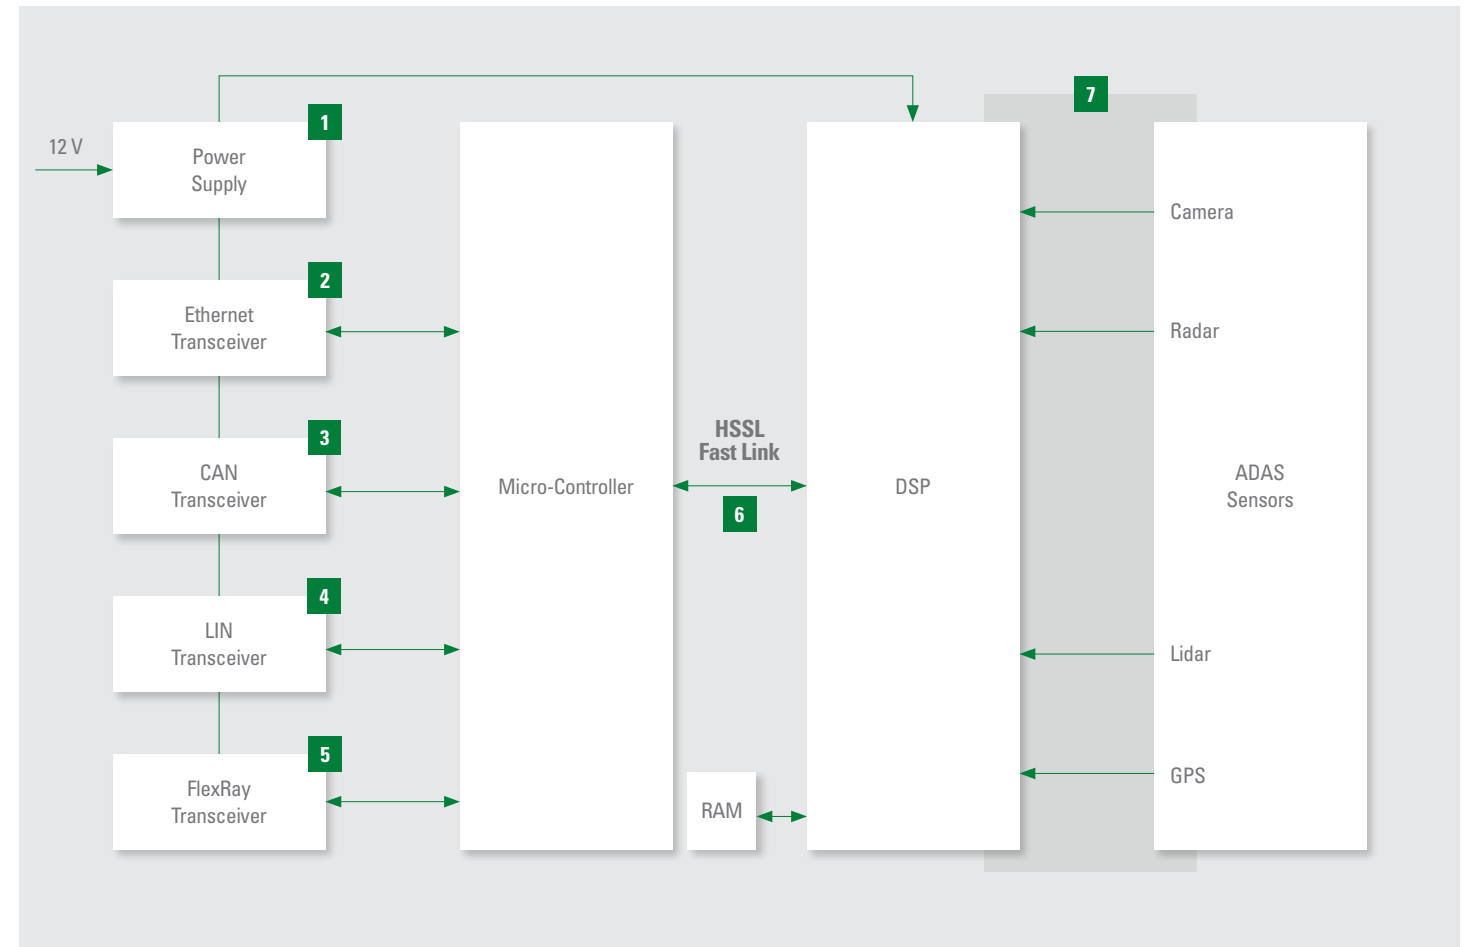 7
1
12 V
Power
Supply
Camera
2
Ethernet
Transceiver
Radar
3
HSSL
Fast Link
CAN
Transceiver
Micro-Controller
DSP
ADAS
Sensors
6
4
LIN
Transceiver
Lidar
5
FlexRay
Transceiver
RAM
GPS